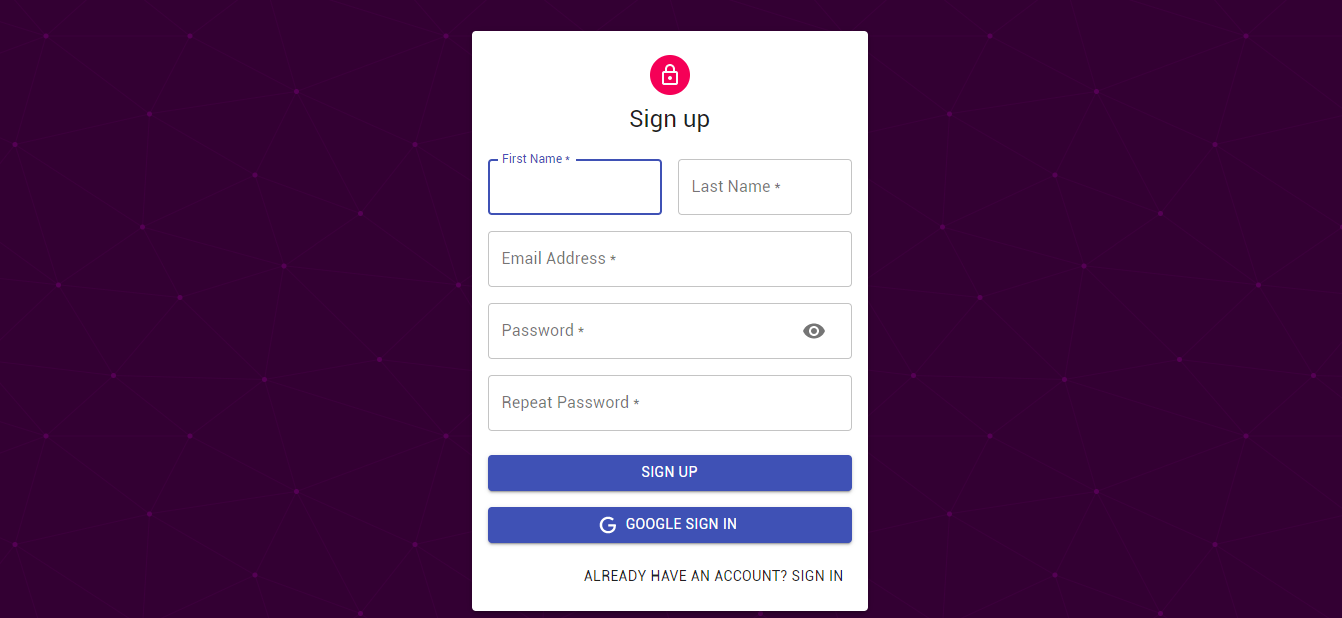 Sign up
First Name *
Last Name *
Email Address *
Password *
Repeat Password *
SIGN UP
GOOGLE SIGN IN
ALREADY HAVE AN ACCOUNT? SIGN IN